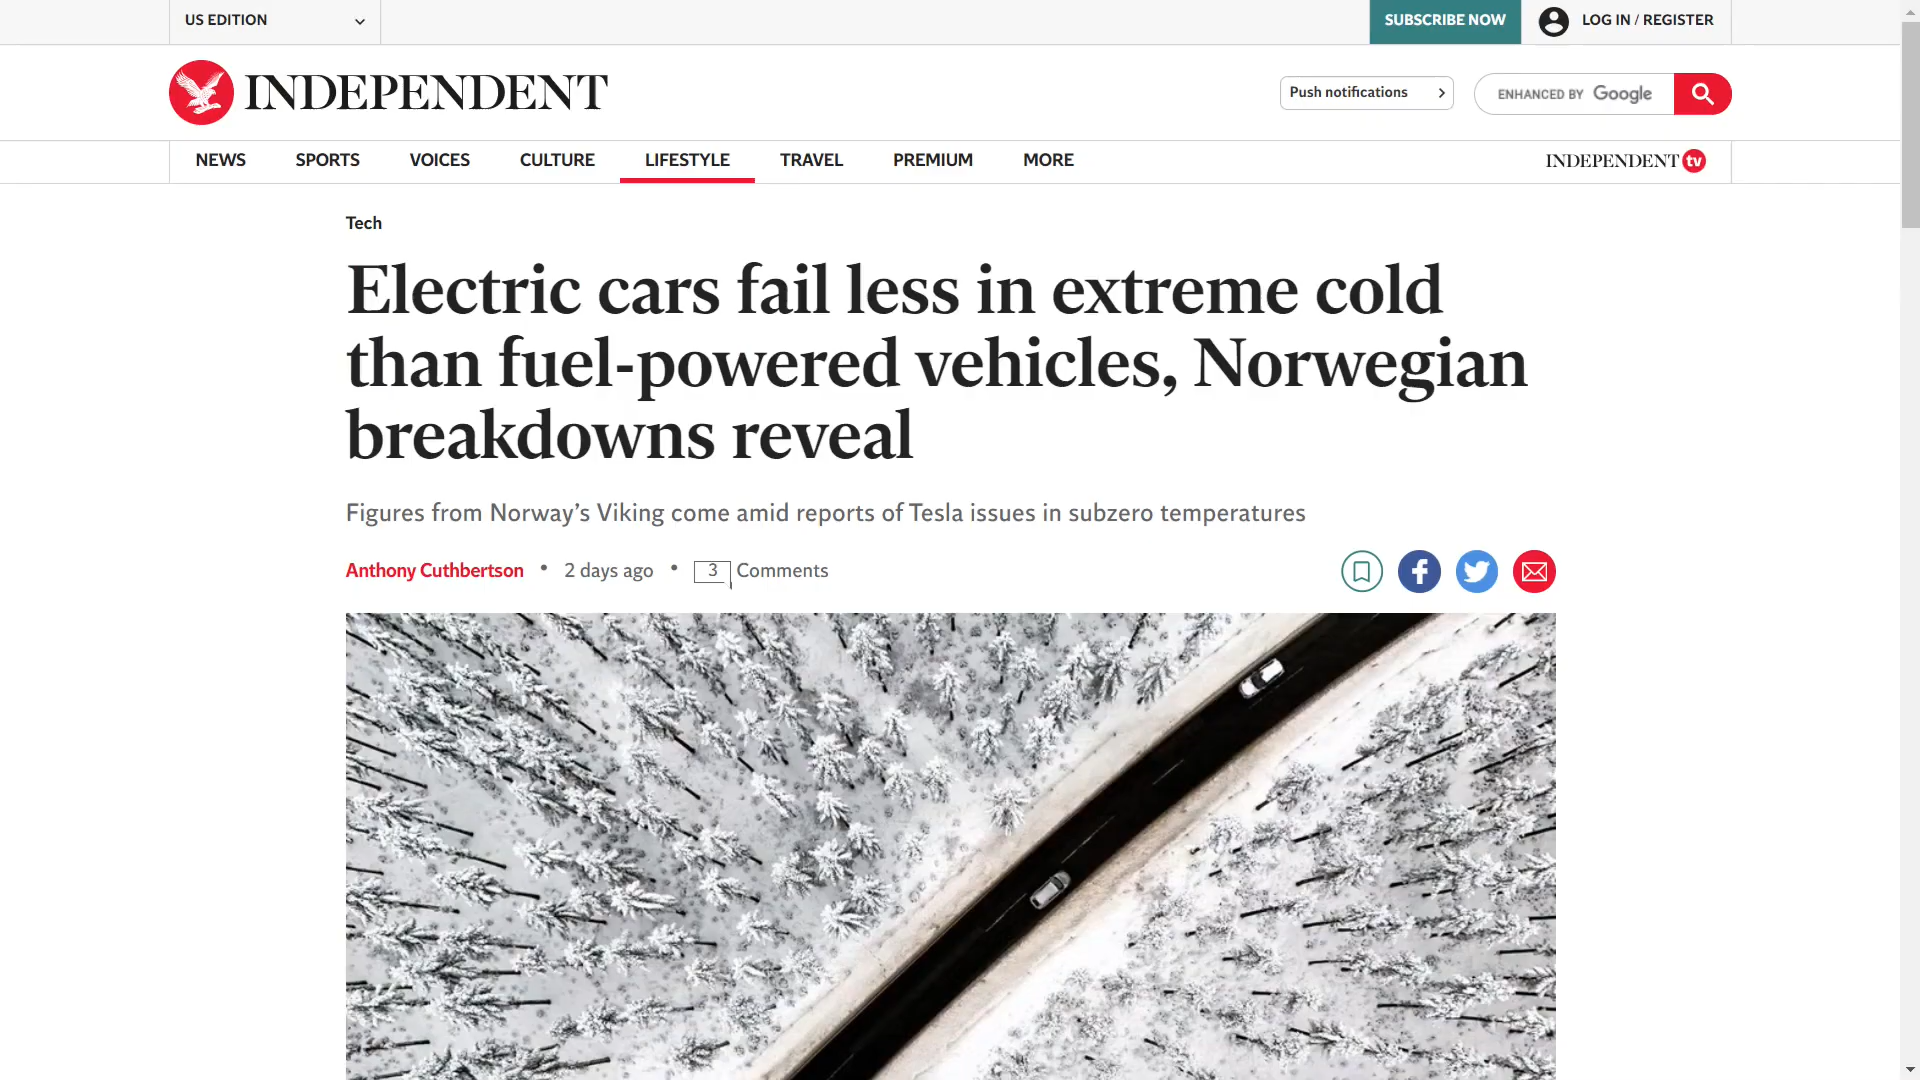 US EDITION
SUBSCRIBE NOW
LOG IN / REGISTER
INDEPENDENT
Push notifications
ENHANCED BY Google
NEWS SPORTS VOICES CULTURE LIFESTYLE TRAVEL PREMIUM MORE
INDEPENDENT tv
Tech
Electric cars fail less in extreme cold
than fuel-powered vehicles, Norwegian
breakdowns reveal
Figures from Norway’s Viking come amid reports of Tesla issues in subzero temperatures
Anthony Cuthbertson • 2 days ago • 3 Comments